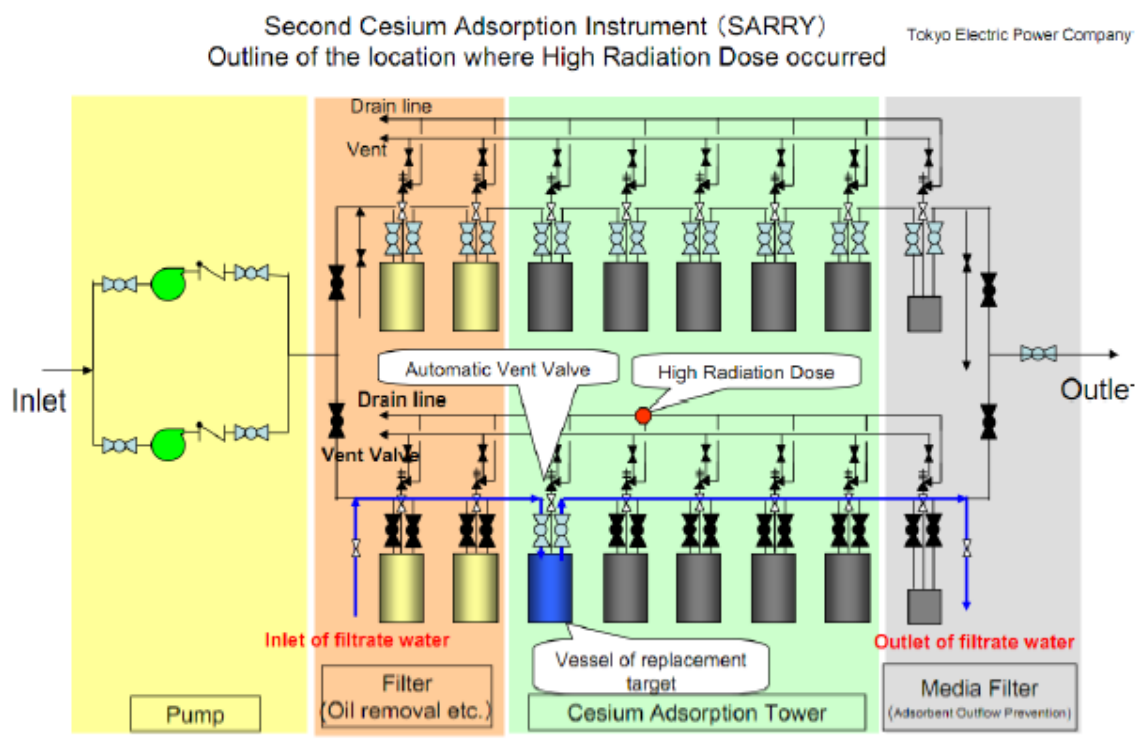 Second Cesium Adsorption Instrument (SARRY)
Tokyo Electric Power Company
Outline of the location where High Radiation Dose occurred
Drain line
Vent
Automatic Vent Valve
High Radiation Dose
Inlet
Outlet
Drain line
Vent Valve
Inlet of filtrate water
Outlet of filtrate water
Vessel of replacement
target
Pump
Filter
(Oil removal etc.)
Cesium Adsorption Tower
Media Filter
(Adsorbent Outflow Prevention)